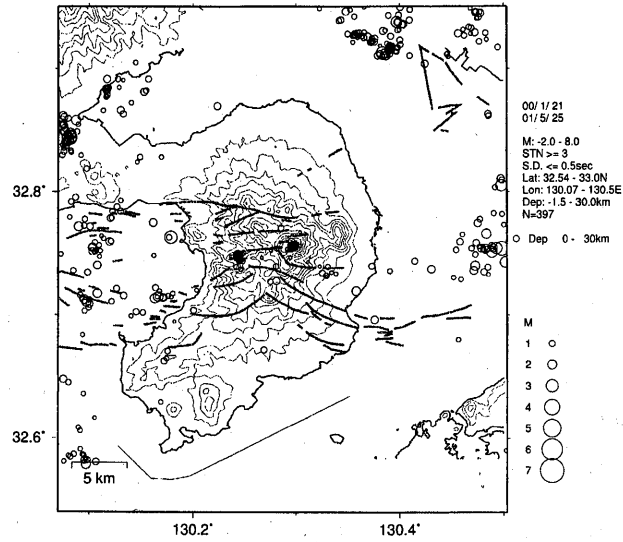 00/ 1/ 21
01/ 5/ 25
M: -2.0 - 8.0
STN >= 3
S.D. <= 0.5sec
Lat: 32.54 - 33.0N
Lon: 130.07 - 130.5E
Dep: -1.5 - 30.0km
N=397
Dep 0 - 30km
32.8˚
M
1
2
3
4
5
6
7
32.6˚
5 km
130.2˚
130.4˚